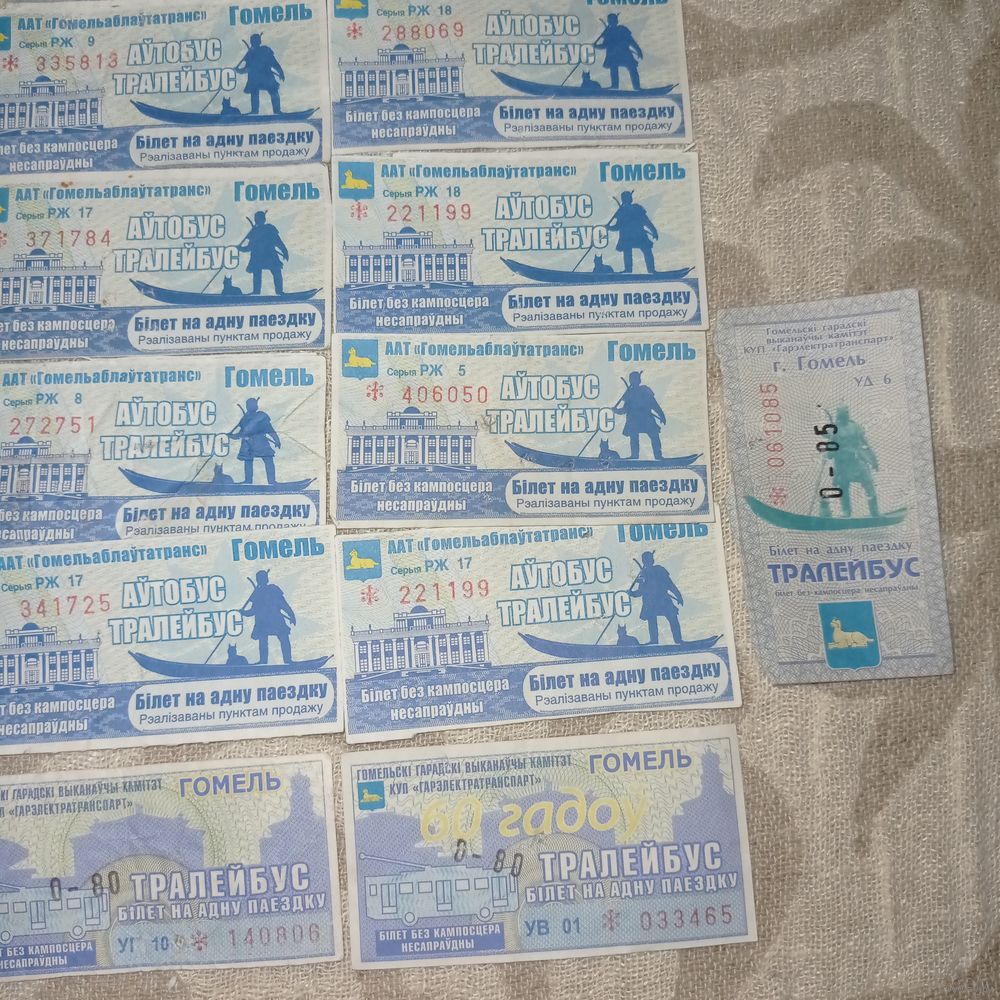 ААТ «Гомельаблаўтатранс» Гомель
Серыя РЖ 9
335813
АЎТОБУС
ТРАЛЕЙБУС
Білет без кампосцера
несапраўдны
Білет на адну паездку
Рэалізаваны пунктам продажу
Гомель
Серыя РЖ 18
288069
АЎТОБУС
ТРАЛЕЙБУС
Білет без кампосцера
несапраўдны
Білет на адну паездку
Рэалізаваны пунктам продажу
ААТ «Гомельаблаўтатранс» Гомель
Серыя РЖ 17
371784
АЎТОБУС
ТРАЛЕЙБУС
без кампосцера
несапраўдны
Білет на адну паездку
Рэалізаваны пунктам продажу
ААТ «Гомельаблаўтатранс» Гомель
Серыя РЖ 18
221199
АЎТОБУС
ТРАЛЕЙБУС
Білет без кампосцера
несапраўдны
Білет на адну паездку
Рэалізаваны пунктам продажу
ААТ «Гомельаблаўтатранс» Гомель
Серыя РЖ 8
272751
АЎТОБУС
ТРАЛЕЙБУС
без кампосцера
несапраўдны
Білет на адну паездку
Рэалізаваны пунктам продажу
ААТ «Гомельаблаўтатранс» Гомель
Серыя РЖ 5
406050
АЎТОБУС
ТРАЛЕЙБУС
Білет без кампосцера
несапраўдны
Білет на адну паездку
Рэалізаваны пунктам продажу
ААТ «Гомельаблаўтатранс» Гомель
Серыя РЖ 17
341725
АЎТОБУС
ТРАЛЕЙБУС
без кампосцера
несапраўдны
Білет на адну паездку
Рэалізаваны пунктам продажу
ААТ «Гомельаблаўтатранс» Гомель
Серыя РЖ 17
221199
АЎТОБУС
ТРАЛЕЙБУС
Білет без кампосцера
несапраўдны
Білет на адну паездку
Рэалізаваны пунктам продажу
Гомельскі гарадскі
выканаўчы камітэт
КУП «Гарэлектратранспарт»
г. Гомель
УД 6
061085
0-85
Білет на адну паездку
ТРАЛЕЙБУС
білет без кампосцера несапраўдны
ГАРАДСКІ ВЫКАНАЎЧЫ КАМІТЭТ
«ГАРЭЛЕКТРАТРАНСПАРТ»
ГОМЕЛЬ
0-80
ТРАЛЕЙБУС
БІЛЕТ НА АДНУ ПАЕЗДКУ
БЕЗ КАМПОСЦЕРА
НЕСАПРАЎДНЫ
УГ 10 140806
ГОМЕЛЬСКІ ГАРАДСКІ ВЫКАНАЎЧЫ КАМІТЭТ
КУП «ГАРЭЛЕКТРАТРАНСПАРТ»
ГОМЕЛЬ
60 гадоў
0-80
ТРАЛЕЙБУС
БІЛЕТ НА АДНУ ПАЕЗДКУ
БІЛЕТ БЕЗ КАМПОСЦЕРА
НЕСАПРАЎДНЫ
УВ 01 033465